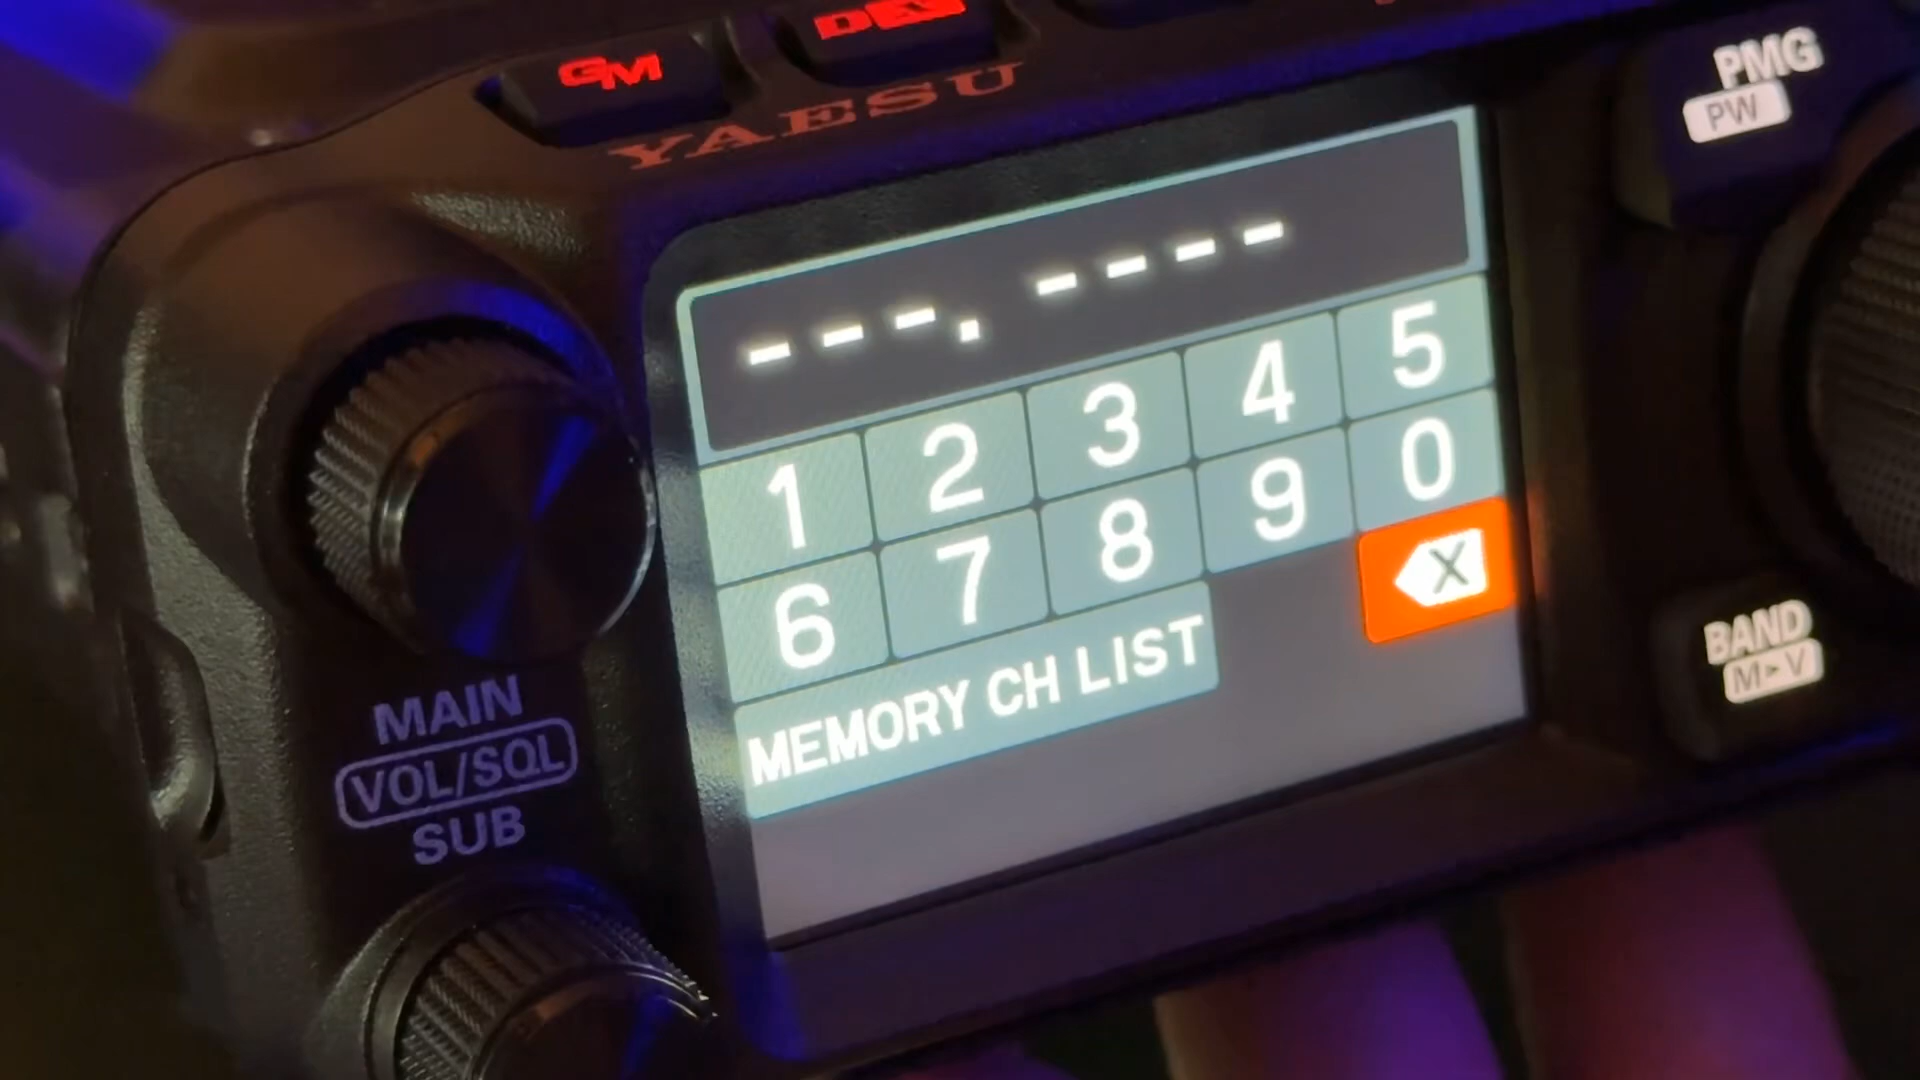 GM
YAESU
PMG
PW
---.----
1 2 3 4 5
6 7 8 9 0
X
MEMORY CH LIST
MAIN
VOL/SQL
SUB
BAND
M▸V